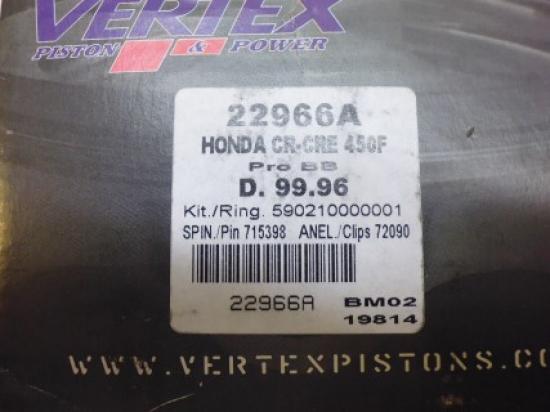 VERTEX
PISTON & POWER
22966A
HONDA CR-CRE 450F
Pro BB
D. 99.96
Kit./Ring. 590210000001
SPIN./Pin 715398 ANEL./Clips 72090
22966A BM02
19814
WWW.VERTEXPISTONS.CO